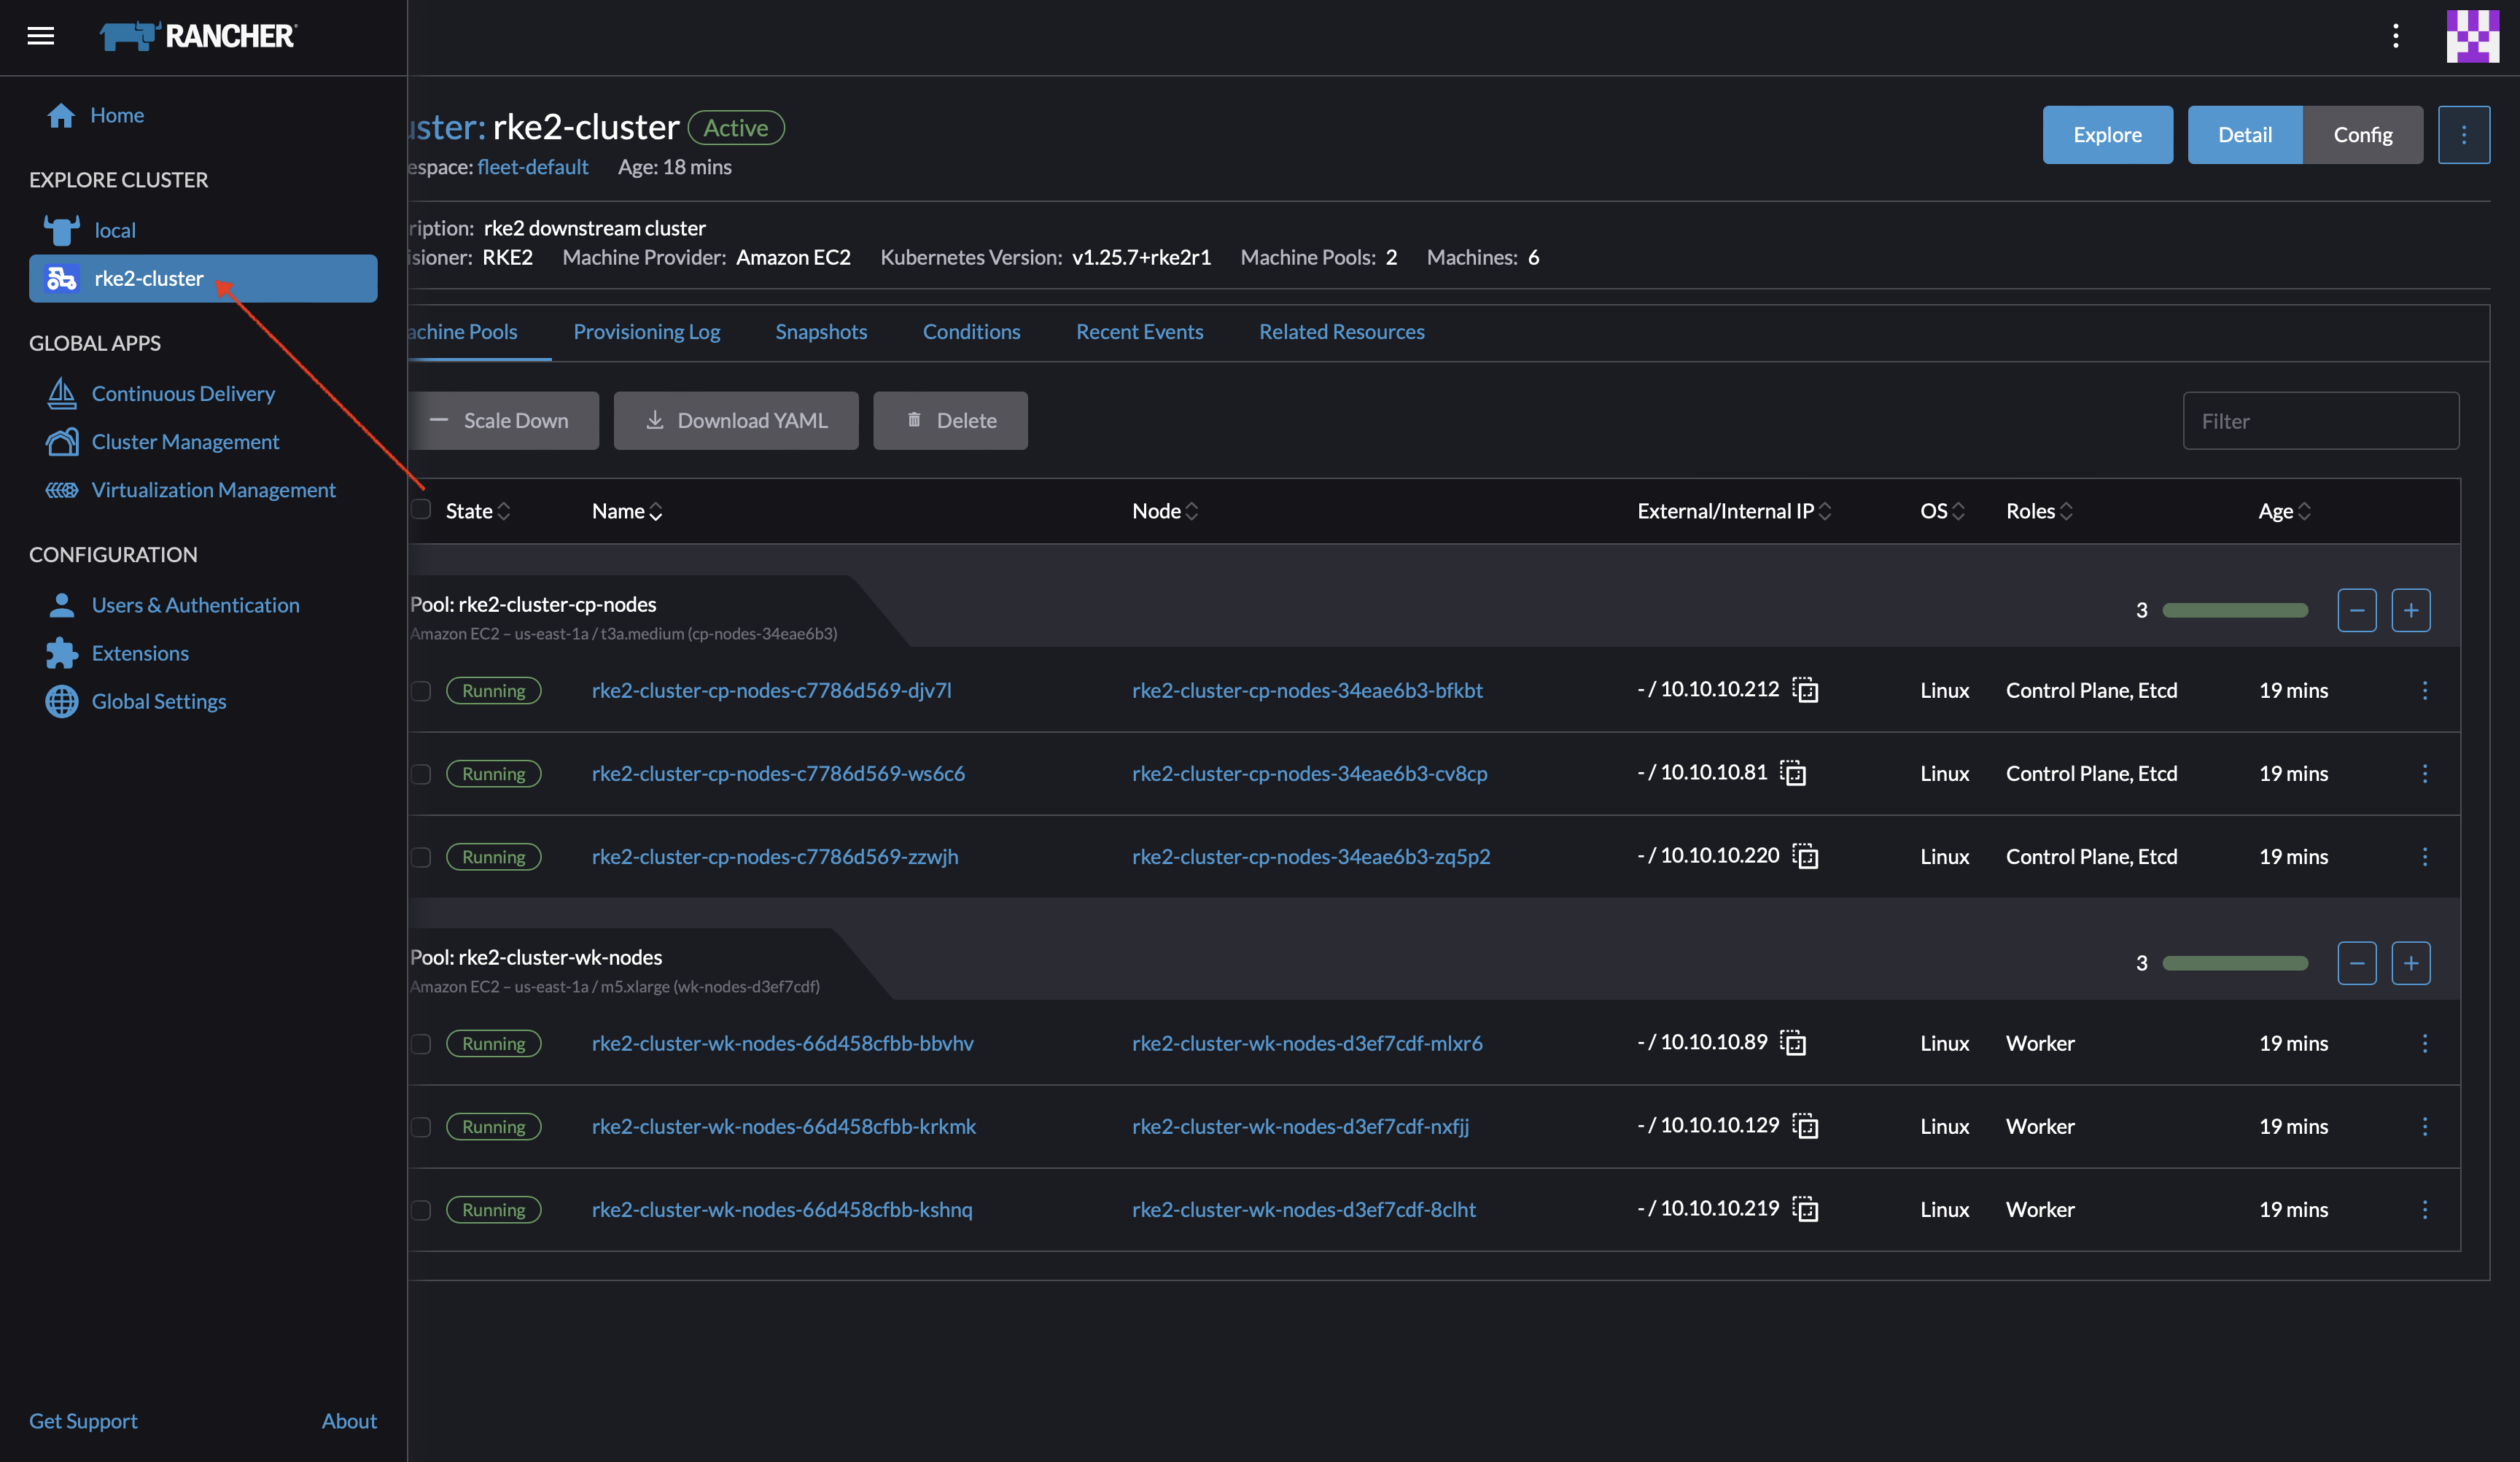 RANCHER
Home
EXPLORE CLUSTER
local
rke2-cluster
GLOBAL APPS
Continuous Delivery
Cluster Management
Virtualization Management
CONFIGURATION
Users & Authentication
Extensions
Global Settings
Get Support
About
uster: rke2-cluster Active
espace: fleet-default Age: 18 mins
Explore
Detail
Config
ription: rke2 downstream cluster
isioner: RKE2 Machine Provider: Amazon EC2 Kubernetes Version: v1.25.7+rke2r1 Machine Pools: 2 Machines: 6
achine Pools Provisioning Log Snapshots Conditions Recent Events Related Resources
Scale Down Download YAML Delete Filter
State Name Node External/Internal IP OS Roles Age
Pool: rke2-cluster-cp-nodes 3
Amazon EC2 – us-east-1a / t3a.medium (cp-nodes-34eae6b3)
Running rke2-cluster-cp-nodes-c7786d569-djv7l rke2-cluster-cp-nodes-34eae6b3-bfkbt - / 10.10.10.212 Linux Control Plane, Etcd 19 mins
Running rke2-cluster-cp-nodes-c7786d569-ws6c6 rke2-cluster-cp-nodes-34eae6b3-cv8cp - / 10.10.10.81 Linux Control Plane, Etcd 19 mins
Running rke2-cluster-cp-nodes-c7786d569-zzwjh rke2-cluster-cp-nodes-34eae6b3-zq5p2 - / 10.10.10.220 Linux Control Plane, Etcd 19 mins
Pool: rke2-cluster-wk-nodes 3
Amazon EC2 – us-east-1a / m5.xlarge (wk-nodes-d3ef7cdf)
Running rke2-cluster-wk-nodes-66d458cfbb-bbvhv rke2-cluster-wk-nodes-d3ef7cdf-mlxr6 - / 10.10.10.89 Linux Worker 19 mins
Running rke2-cluster-wk-nodes-66d458cfbb-krkmk rke2-cluster-wk-nodes-d3ef7cdf-nxfjj - / 10.10.10.129 Linux Worker 19 mins
Running rke2-cluster-wk-nodes-66d458cfbb-kshnq rke2-cluster-wk-nodes-d3ef7cdf-8clht - / 10.10.10.219 Linux Worker 19 mins